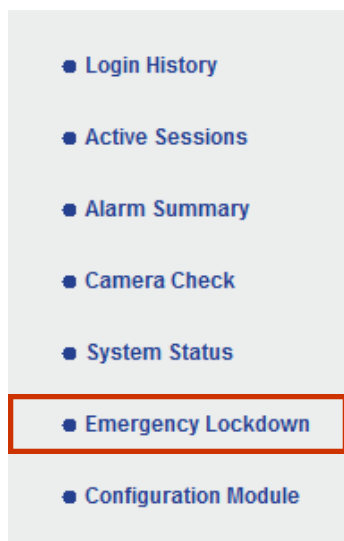 Login History
Active Sessions
Alarm Summary
Camera Check
System Status
Emergency Lockdown
Configuration Module